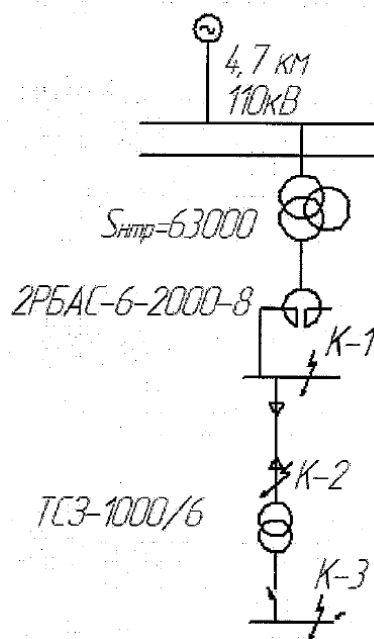 4,7 км
110кВ
Sнтр=63000
2РБАС-6-2000-8
К-1
К-2
ТСЗ-1000/6
К-3